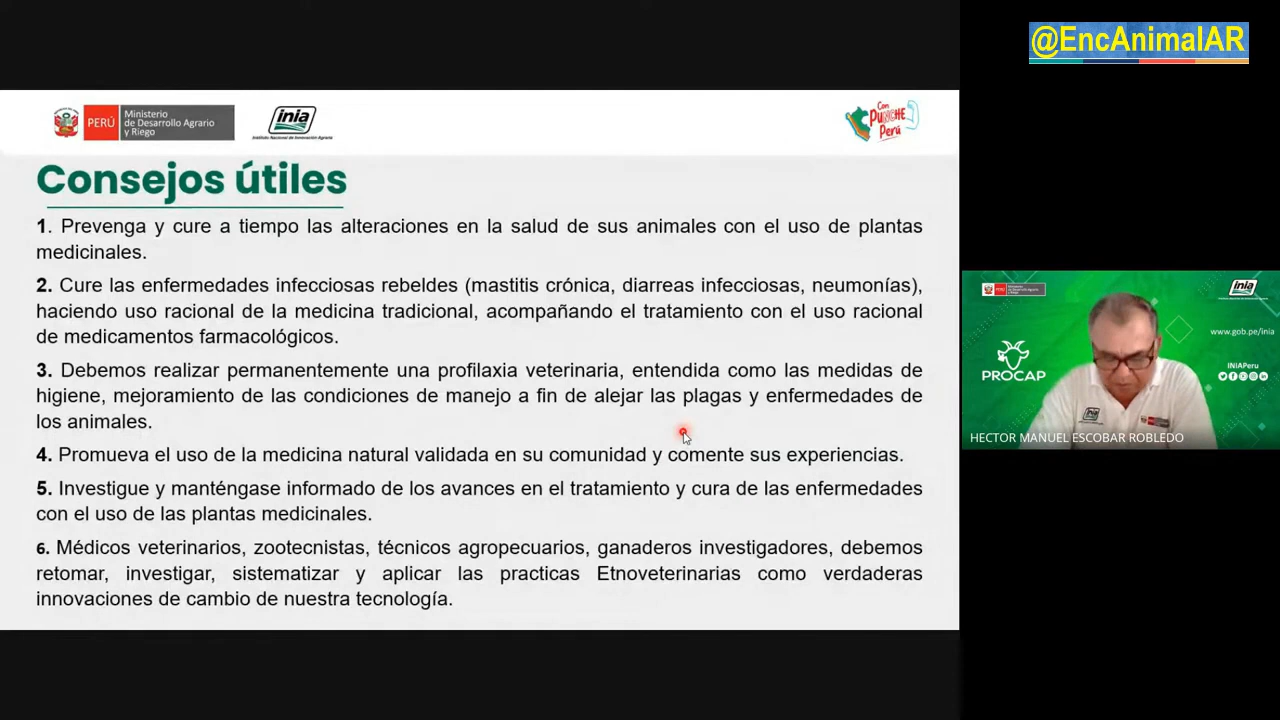 @EncAnimalAR
PERÚ
Ministerio
de Desarrollo Agrario
y Riego
inia
Instituto Nacional de Innovación Agraria
Con
PUNCHE
Perú
Consejos útiles
1. Prevenga y cure a tiempo las alteraciones en la salud de sus animales con el uso de plantas
medicinales.
2. Cure las enfermedades infecciosas rebeldes (mastitis crónica, diarreas infecciosas, neumonías),
haciendo uso racional de la medicina tradicional, acompañando el tratamiento con el uso racional
de medicamentos farmacológicos.
3. Debemos realizar permanentemente una profilaxia veterinaria, entendida como las medidas de
higiene, mejoramiento de las condiciones de manejo a fin de alejar las plagas y enfermedades de
los animales.
4. Promueva el uso de la medicina natural validada en su comunidad y comente sus experiencias.
5. Investigue y manténgase informado de los avances en el tratamiento y cura de las enfermedades
con el uso de las plantas medicinales.
6. Médicos veterinarios, zootecnistas, técnicos agropecuarios, ganaderos investigadores, debemos
retomar, investigar, sistematizar y aplicar las practicas Etnoveterinarias como verdaderas
innovaciones de cambio de nuestra tecnología.
inia
www.gob.pe/inia
PROCAP
INIAPeru
HECTOR MANUEL ESCOBAR ROBLEDO